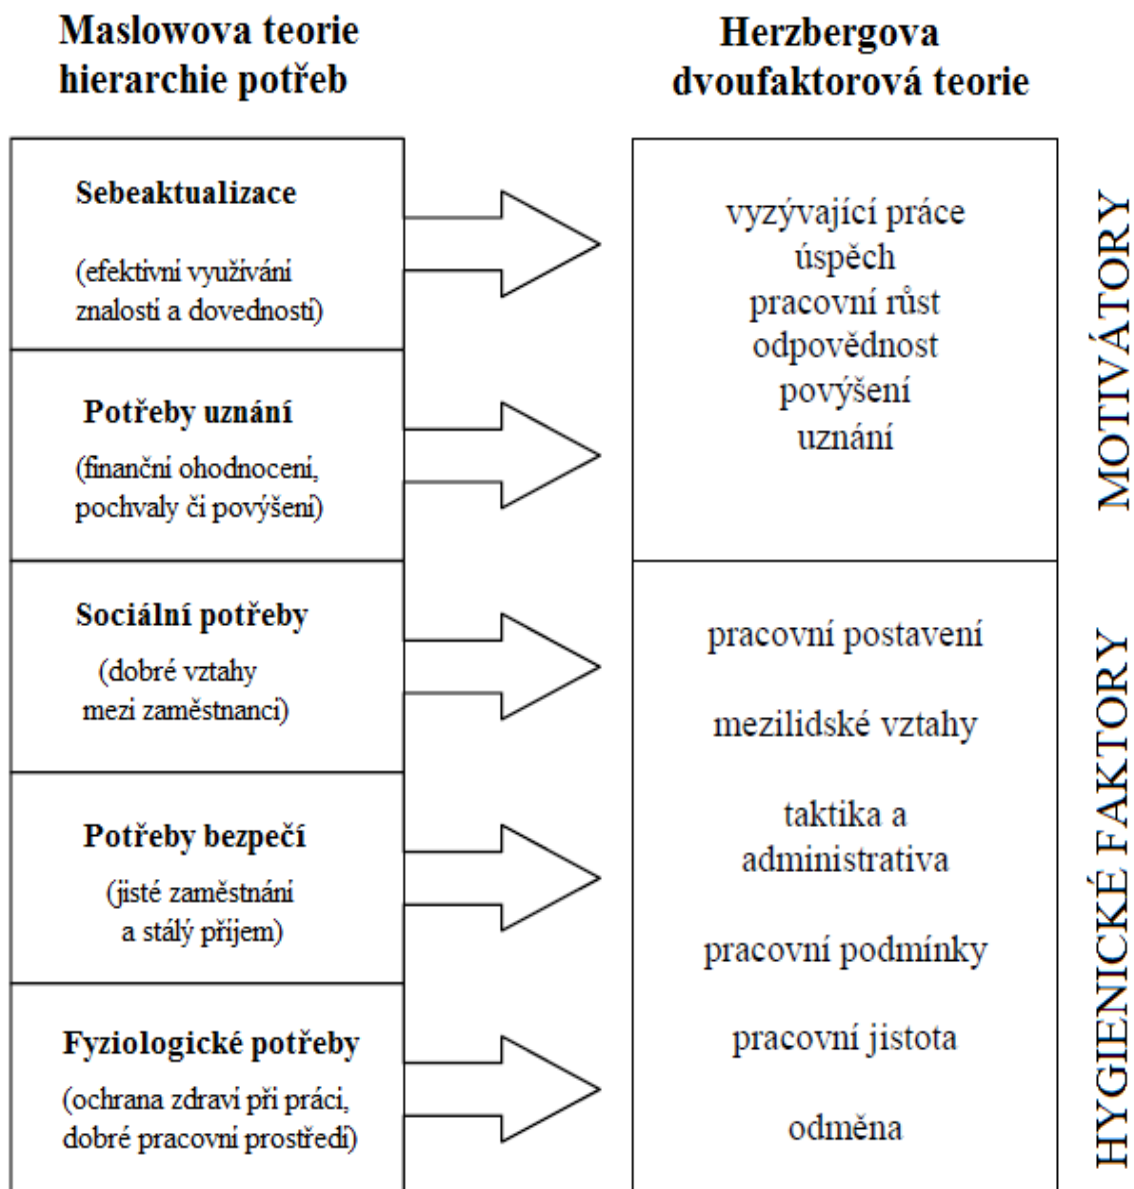 Maslowova teorie
hierarchie potřeb
Herzbergova
dvoufaktorová teorie
Sebeaktualizace
(efektivní využívání
znalostí a dovedností)
Potřeby uznání
(finanční ohodnocení,
pochvaly či povýšení)
Sociální potřeby
(dobré vztahy
mezi zaměstnanci)
Potřeby bezpečí
(jisté zaměstnání
a stálý příjem)
Fyziologické potřeby
(ochrana zdraví při práci,
dobré pracovní prostředí)
vyzývající práce
úspěch
pracovní růst
odpovědnost
povýšení
uznání
pracovní postavení
mezilidské vztahy
taktika a
administrativa
pracovní podmínky
pracovní jistota
odměna
MOTIVÁTORY
HYGIENICKÉ FAKTORY